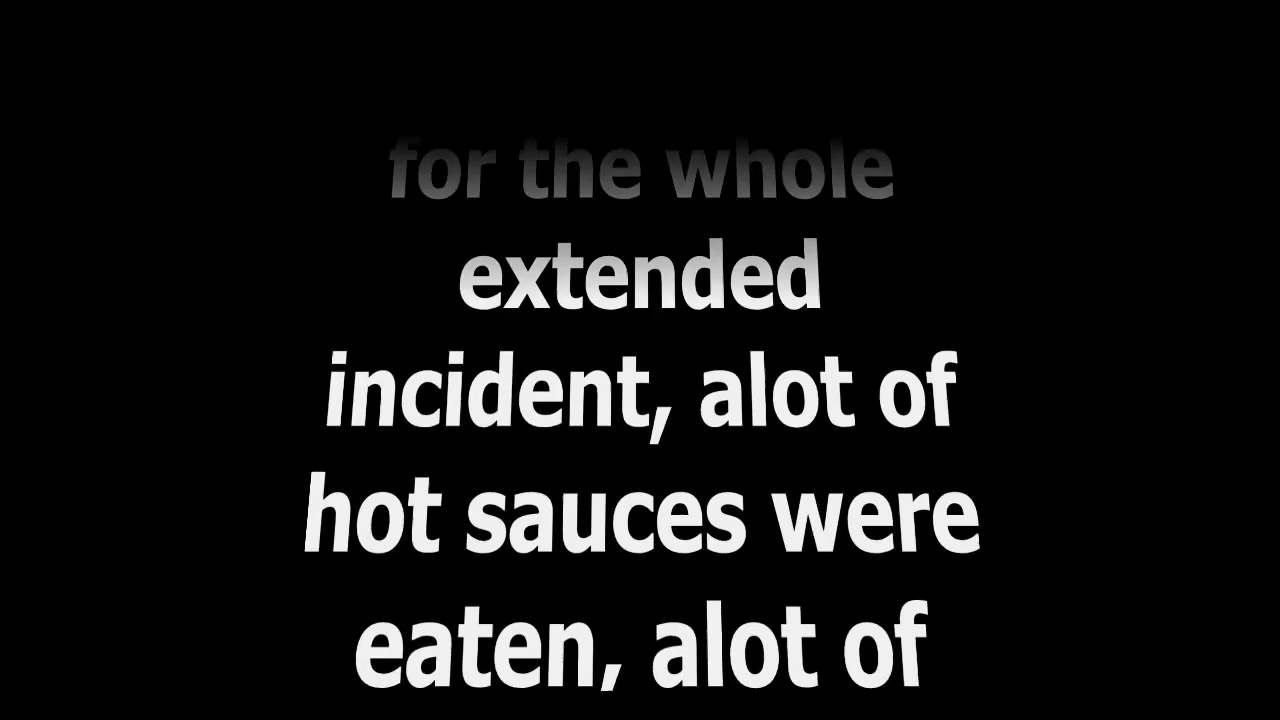 for the whole
extended
incident, alot of
hot sauces were
eaten, alot of